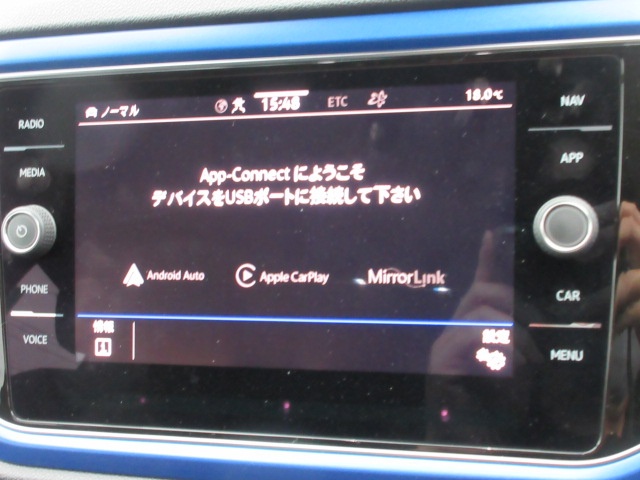 ノーマル 15:48 ETC 18.0℃
RADIO
NAV
MEDIA
APP
App-Connect にようこそ
デバイスをUSBポートに接続して下さい
Android Auto Apple CarPlay MirrorLink
PHONE
CAR
情報
設定
VOICE
MENU